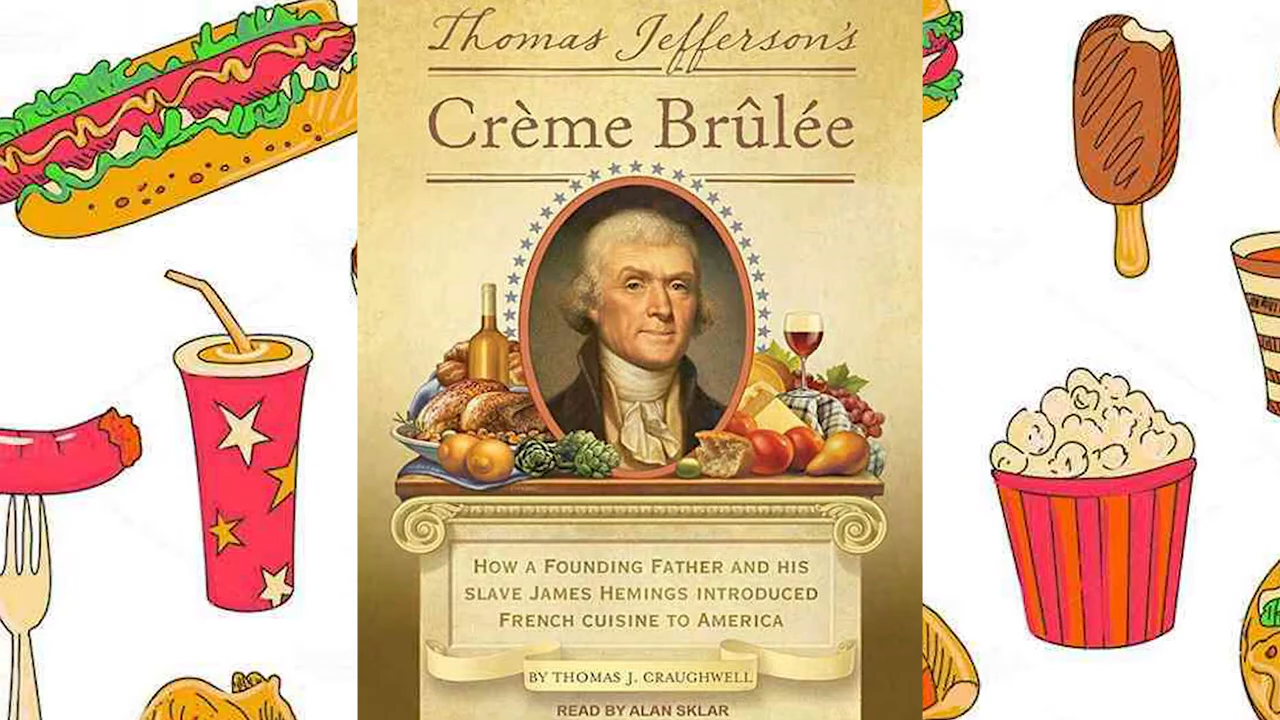 Thomas Jefferson's
Crème Brûlée
How a Founding Father and his
slave James Hemings introduced
French cuisine to America
BY THOMAS J. CRAUGHWELL
READ BY ALAN SKLAR